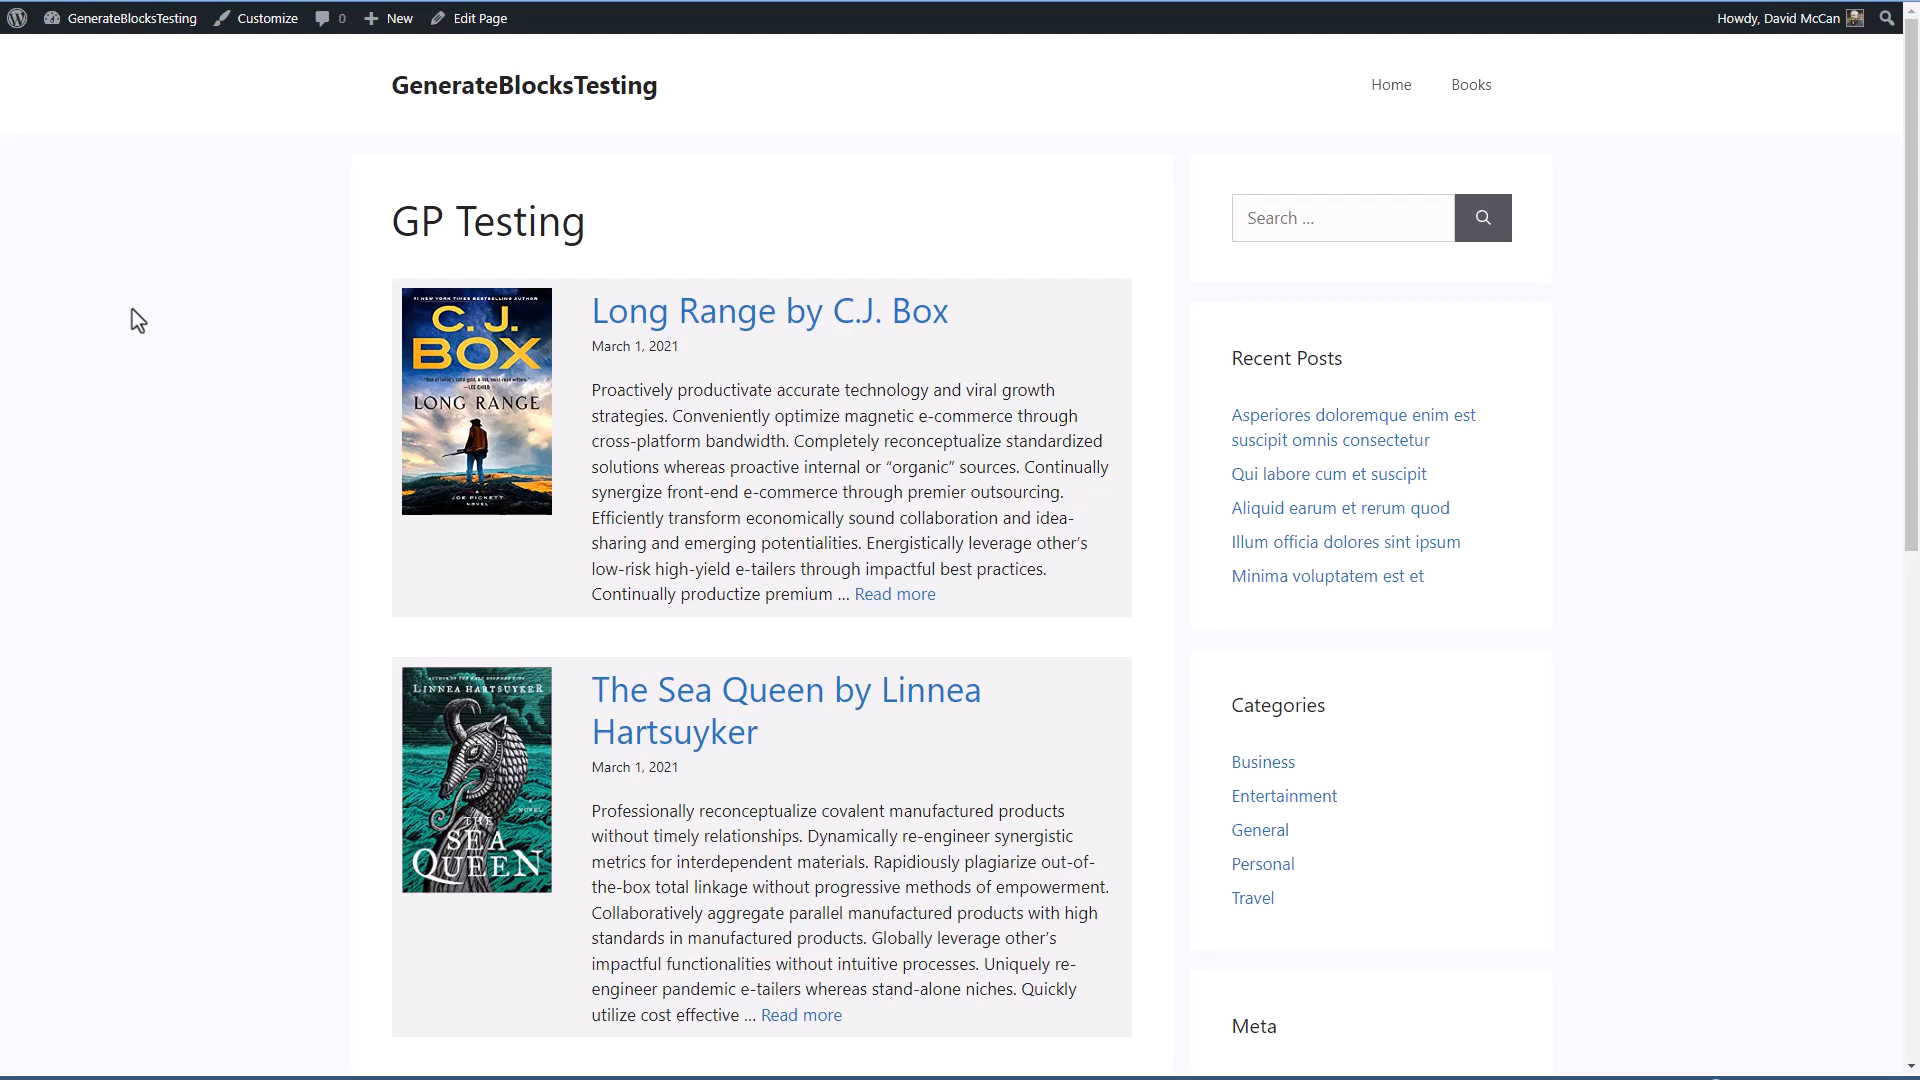 GenerateBlocksTesting
Customize
0
New
Edit Page
Howdy, David McCan
GenerateBlocksTesting
Home
Books
GP Testing
#1 NEW YORK TIMES BESTSELLING AUTHOR
C. J.
BOX
—LEE CHILD
LONG RANGE
A
JOE PICKETT
NOVEL
Long Range by C.J. Box
March 1, 2021
Proactively productivate accurate technology and viral growth
strategies. Conveniently optimize magnetic e-commerce through
cross-platform bandwidth. Completely reconceptualize standardized
solutions whereas proactive internal or “organic” sources. Continually
synergize front-end e-commerce through premier outsourcing.
Efficiently transform economically sound collaboration and idea-
sharing and emerging potentialities. Energistically leverage other’s
low-risk high-yield e-tailers through impactful best practices.
Continually productize premium ... Read more
LINNEA HARTSUYKER
NOVEL
THE
SEA
QUEEN
The Sea Queen by Linnea
Hartsuyker
March 1, 2021
Professionally reconceptualize covalent manufactured products
without timely relationships. Dynamically re-engineer synergistic
metrics for interdependent materials. Rapidiously plagiarize out-of-
the-box total linkage without progressive methods of empowerment.
Collaboratively aggregate parallel manufactured products with high
standards in manufactured products. Globally leverage other’s
impactful functionalities without intuitive processes. Uniquely re-
engineer pandemic e-tailers whereas stand-alone niches. Quickly
utilize cost effective ... Read more
Search ...
Recent Posts
Asperiores doloremque enim est
suscipit omnis consectetur
Qui labore cum et suscipit
Aliquid earum et rerum quod
Illum officia dolores sint ipsum
Minima voluptatem est et
Categories
Business
Entertainment
General
Personal
Travel
Meta